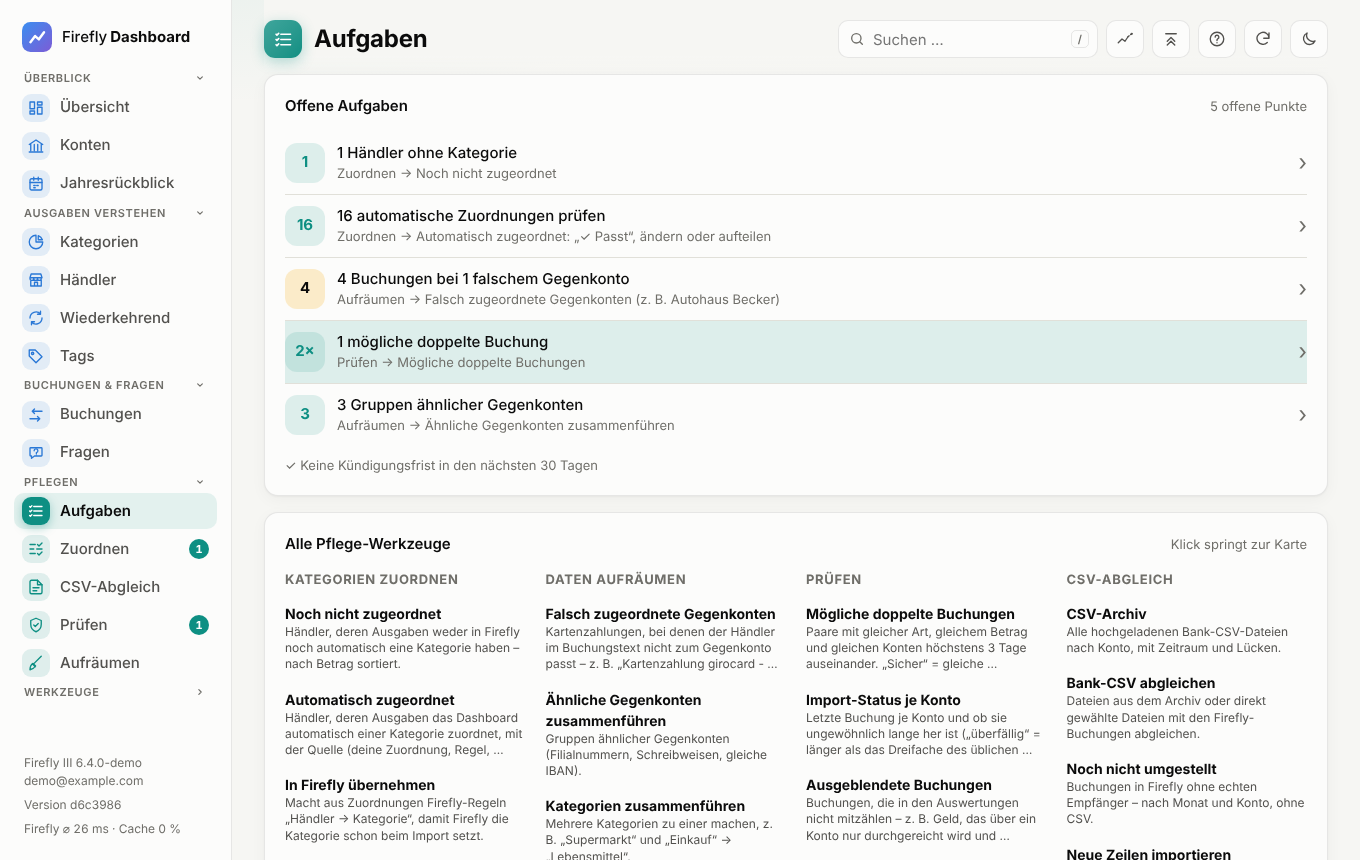 Firefly Dashboard
ÜBERBLICK
Übersicht
Konten
Jahresrückblick
AUSGABEN VERSTEHEN
Kategorien
Händler
Wiederkehrend
Tags
BUCHUNGEN & FRAGEN
Buchungen
Fragen
PFLEGEN
Aufgaben
Zuordnen 1
CSV-Abgleich
Prüfen 1
Aufräumen
WERKZEUGE
Firefly III 6.4.0-demo
demo@example.com
Version d6c3986
Firefly ⌀ 26 ms · Cache 0 %
Aufgaben
Suchen … /
Offene Aufgaben
5 offene Punkte
1
1 Händler ohne Kategorie
Zuordnen → Noch nicht zugeordnet
16
16 automatische Zuordnungen prüfen
Zuordnen → Automatisch zugeordnet: „✓ Passt“, ändern oder aufteilen
4
4 Buchungen bei 1 falschem Gegenkonto
Aufräumen → Falsch zugeordnete Gegenkonten (z. B. Autohaus Becker)
2×
1 mögliche doppelte Buchung
Prüfen → Mögliche doppelte Buchungen
3
3 Gruppen ähnlicher Gegenkonten
Aufräumen → Ähnliche Gegenkonten zusammenführen
✓ Keine Kündigungsfrist in den nächsten 30 Tagen
Alle Pflege-Werkzeuge
Klick springt zur Karte
KATEGORIEN ZUORDNEN
Noch nicht zugeordnet
Händler, deren Ausgaben weder in Firefly
noch automatisch eine Kategorie haben –
nach Betrag sortiert.
Automatisch zugeordnet
Händler, deren Ausgaben das Dashboard
automatisch einer Kategorie zuordnet, mit
der Quelle (deine Zuordnung, Regel, …
In Firefly übernehmen
Macht aus Zuordnungen Firefly-Regeln
„Händler → Kategorie“, damit Firefly die
Kategorie schon beim Import setzt.
DATEN AUFRÄUMEN
Falsch zugeordnete Gegenkonten
Kartenzahlungen, bei denen der Händler
im Buchungstext nicht zum Gegenkonto
passt – z. B. „Kartenzahlung girocard - …
Ähnliche Gegenkonten
zusammenführen
Gruppen ähnlicher Gegenkonten
(Filialnummern, Schreibweisen, gleiche
IBAN).
Kategorien zusammenführen
Mehrere Kategorien zu einer machen, z.
B. „Supermarkt“ und „Einkauf“ →
„Lebensmittel“.
PRÜFEN
Mögliche doppelte Buchungen
Paare mit gleicher Art, gleichem Betrag
und gleichen Konten höchstens 3 Tage
auseinander. „Sicher“ = gleiche …
Import-Status je Konto
Letzte Buchung je Konto und ob sie
ungewöhnlich lange her ist („überfällig“ =
länger als das Dreifache des üblichen …
Ausgeblendete Buchungen
Buchungen, die in den Auswertungen
nicht mitzählen – z. B. Geld, das über ein
Konto nur durchgereicht wird und …
CSV-ABGLEICH
CSV-Archiv
Alle hochgeladenen Bank-CSV-Dateien
nach Konto, mit Zeitraum und Lücken.
Bank-CSV abgleichen
Dateien aus dem Archiv oder direkt
gewählte Dateien mit den Firefly-
Buchungen abgleichen.
Noch nicht umgestellt
Buchungen in Firefly ohne echten
Empfänger – nach Monat und Konto, ohne
CSV.
Neue Zeilen importieren